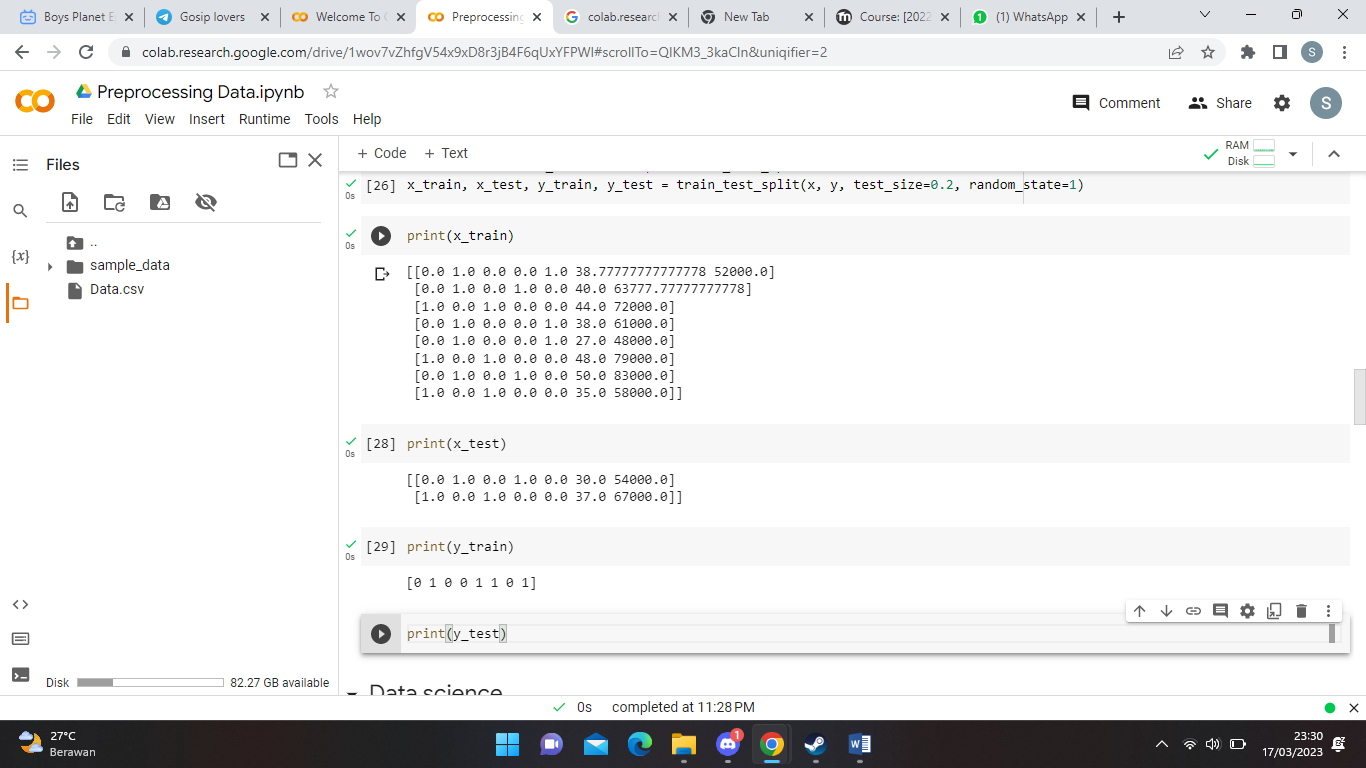 Boys Planet E
Gosip lovers
Welcome To C
Preprocessing
colab.research
New Tab
Course: [2022
(1) WhatsApp
colab.research.google.com/drive/1wov7vZhfgV54x9xD8r3jB4F6qUxYFPWl#scrollTo=QIKM3_3kaCIn&uniqifier=2
S
Preprocessing Data.ipynb
File Edit View Insert Runtime Tools Help
Comment
Share
S
Files
+ Code + Text
RAM
Disk
{x}
..
sample_data
Data.csv
[26] x_train, x_test, y_train, y_test = train_test_split(x, y, test_size=0.2, random_state=1)
0s
print(x_train)
0s
[[0.0 1.0 0.0 0.0 1.0 38.77777777777778 52000.0]
[0.0 1.0 0.0 1.0 0.0 40.0 63777.77777777778]
[1.0 0.0 1.0 0.0 0.0 44.0 72000.0]
[0.0 1.0 0.0 0.0 1.0 38.0 61000.0]
[0.0 1.0 0.0 0.0 1.0 27.0 48000.0]
[1.0 0.0 1.0 0.0 0.0 48.0 79000.0]
[0.0 1.0 0.0 1.0 0.0 50.0 83000.0]
[1.0 0.0 1.0 0.0 0.0 35.0 58000.0]]
[28] print(x_test)
0s
[[0.0 1.0 0.0 1.0 0.0 30.0 54000.0]
[1.0 0.0 1.0 0.0 0.0 37.0 67000.0]]
[29] print(y_train)
0s
[0 1 0 0 1 1 0 1]
print(y_test)
Data science
Disk 82.27 GB available
0s completed at 11:28 PM
27°C
Berawan
1
23:30
17/03/2023